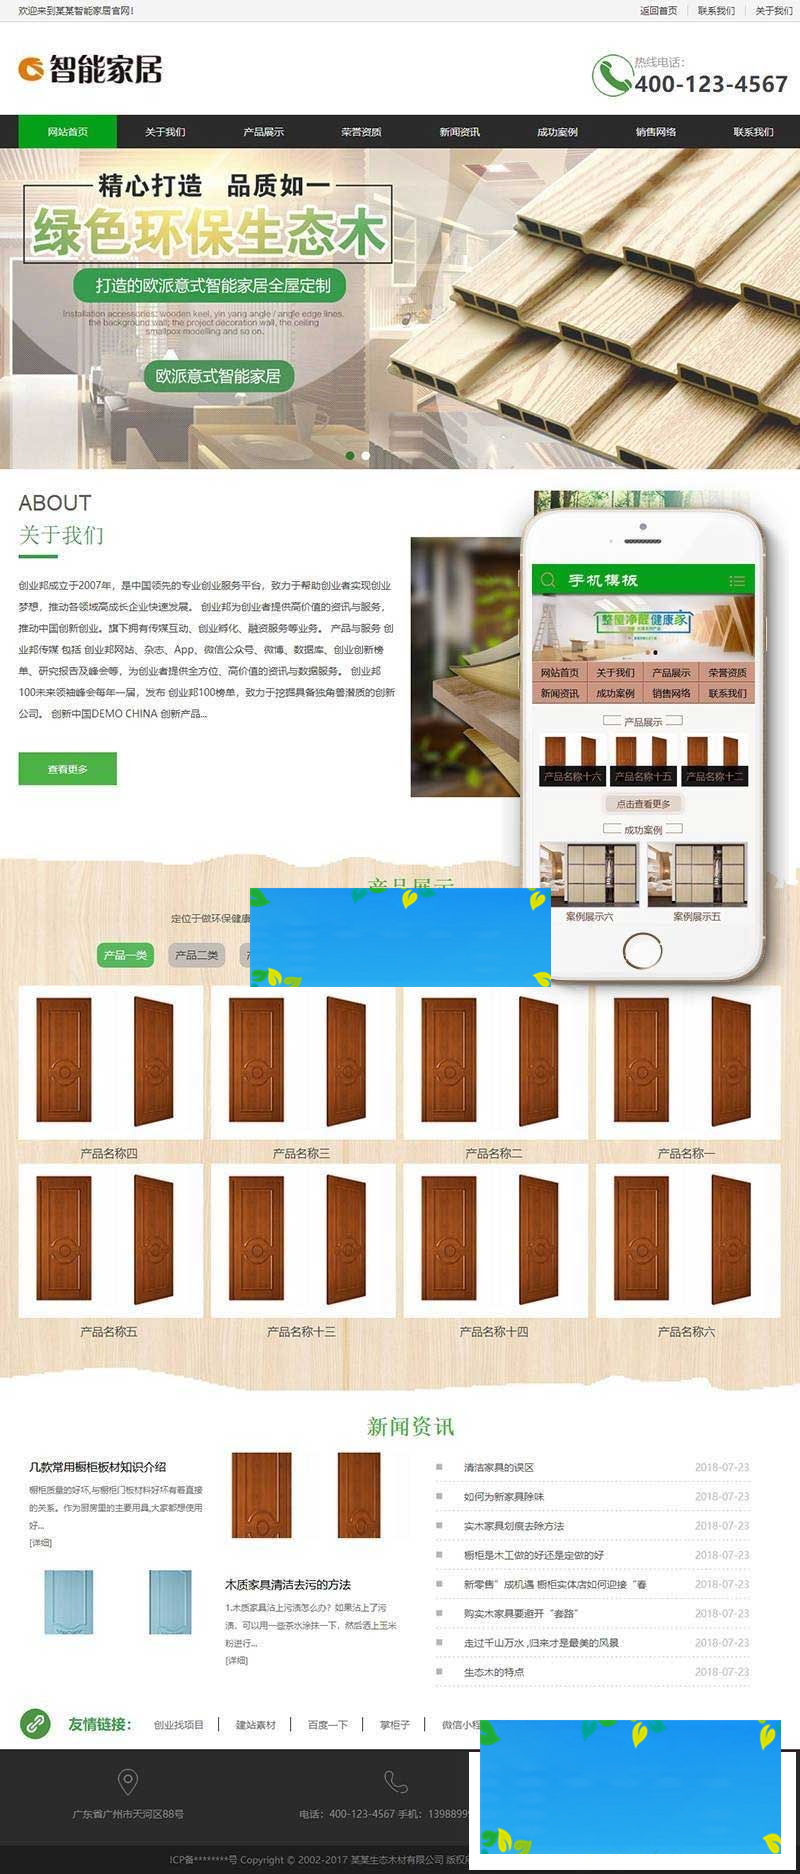 欢迎来到某某智能家居官网！
返回首页 联系我们 关于我们
智能家居
热线电话：
400-123-4567
网站首页 关于我们 产品展示 荣誉资质 新闻资讯 成功案例 销售网络 联系我们
精心打造 品质如一
绿色环保生态木
打造的欧派意式智能家居全屋定制
Installation accessories: wooden keel, yin yang angle / angle edge lines,
the background wall; the project decoration wall, the ceiling
smallpox modelling and so on.
欧派意式智能家居
ABOUT
关于我们
创业邦成立于2007年，是中国领先的专业创业服务平台，致力于帮助创业者实现创业
梦想，推动各领域高成长企业快速发展。 创业邦为创业者提供高价值的资讯与服务，
推动中国创新创业。旗下拥有传媒互动、创业孵化、融资服务等业务。 产品与服务 创
业邦传媒 包括 创业邦网站、杂志、App、微信公众号、微博、数据库、创业创新榜
单、研究报告及峰会等，为创业者提供全方位、高价值的资讯与数据服务。 创业邦
100未来领袖峰会每年一届，发布 创业邦100榜单，致力于挖掘具备独角兽潜质的创新
公司。 创新中国DEMO CHINA 创新产品...
查看更多
手机模板
整屋净醛健康家
网站首页 关于我们 产品展示 荣誉资质
新闻资讯 成功案例 销售网络 联系我们
产品展示
产品名称十六 产品名称十五 产品名称十二
点击查看更多
成功案例
案例展示六 案例展示五
产品展示
定位于做环保健康
产品一类 产品二类
产品名称四 产品名称三 产品名称二 产品名称一
产品名称五 产品名称十三 产品名称十四 产品名称六
新闻资讯
几款常用橱柜板材知识介绍
橱柜质量的好坏,与橱柜门板材料好坏有着直接
的关系。作为厨房里的主要用具,大家都想使用
好...
[详细]
木质家具清洁去污的方法
1.木质家具沾上污渍怎么办？如果沾上了污
渍，可以用一些茶水涂抹一下，然后洒上玉米
粉进行...
[详细]
清洁家具的误区 2018-07-23
如何为新家具除味 2018-07-23
实木家具划痕去除方法 2018-07-23
橱柜是木工做的好还是定做的好 2018-07-23
新零售”成机遇 橱柜实体店如何迎接“春 2018-07-23
购实木家具要避开“套路” 2018-07-23
走过千山万水 ,归来才是最美的风景 2018-07-23
生态木的特点 2018-07-23
友情链接： 创业找项目 建站素材 百度一下 掌柜子 微信小程
广东省广州市天河区88号
电话：400-123-4567 手机：1398899
ICP备********号 Copyright © 2002-2017 某某生态木材有限公司 版权